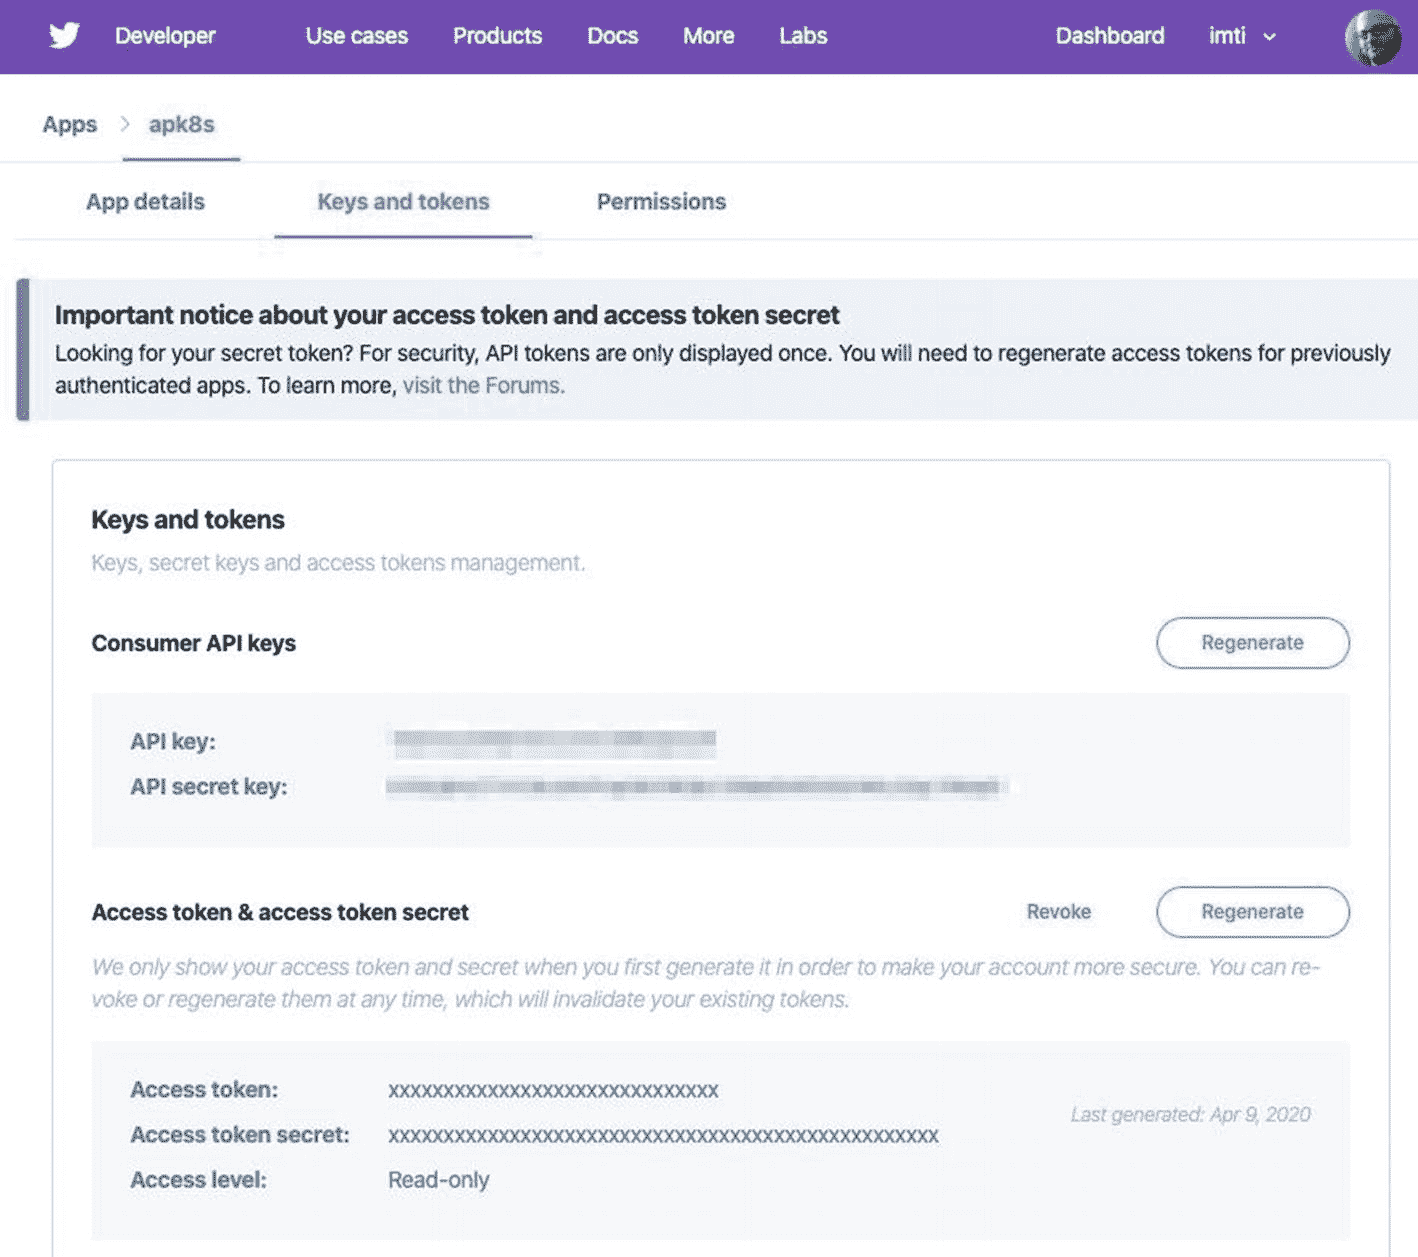 Developer Use cases Products Docs More Labs Dashboard imti
Apps apk8s
App details Keys and tokens Permissions
Important notice about your access token and access token secret
Looking for your secret token? For security, API tokens are only displayed once. You will need to regenerate access tokens for previously
authenticated apps. To learn more, visit the Forums.
Keys and tokens
Keys, secret keys and access tokens management.
Consumer API keys Regenerate
API key:
API secret key:
Access token & access token secret Revoke Regenerate
We only show your access token and secret when you first generate it in order to make your account more secure. You can re-
voke or regenerate them at any time, which will invalidate your existing tokens.
Access token: xxxxxxxxxxxxxxxxxxxxxxxxxxxxxx
Last generated: Apr 9, 2020
Access token secret: xxxxxxxxxxxxxxxxxxxxxxxxxxxxxxxxxxxxxxxxxxxxxxxxxx
Access level: Read-only